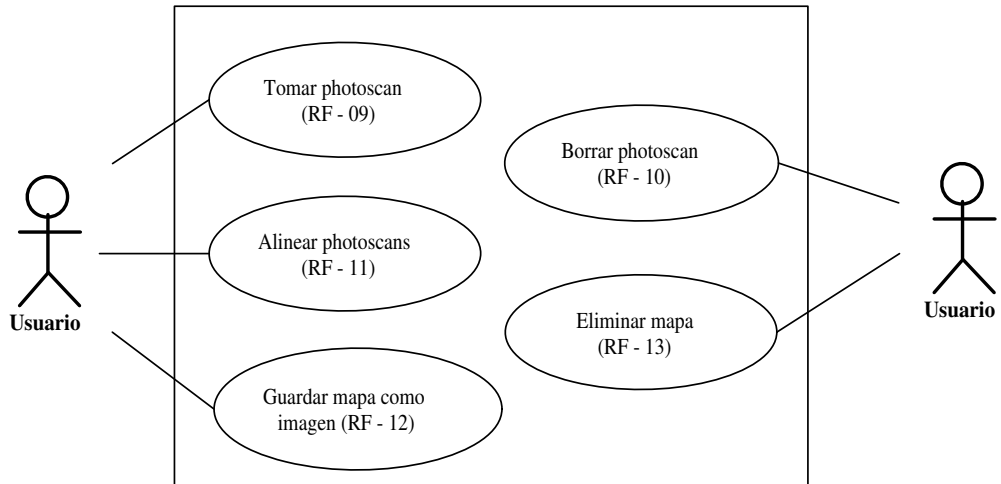 Tomar photoscan
(RF - 09)
Borrar photoscan
(RF - 10)
Alinear photoscans
(RF - 11)
Usuario
Usuario
Eliminar mapa
(RF - 13)
Guardar mapa como
imagen (RF - 12)